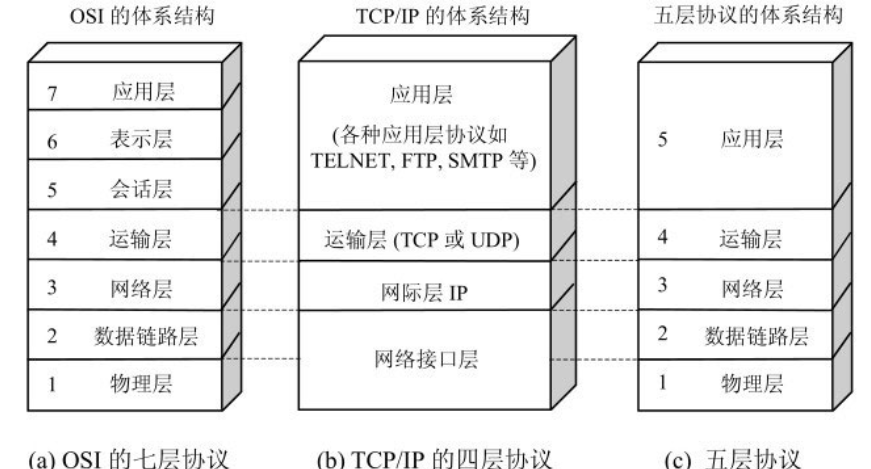 OSI 的体系结构
7 应用层
6 表示层
5 会话层
4 运输层
3 网络层
2 数据链路层
1 物理层
(a) OSI 的七层协议
TCP/IP 的体系结构
应用层
(各种应用层协议如
TELNET, FTP, SMTP 等)
运输层 (TCP 或 UDP)
网际层 IP
网络接口层
(b) TCP/IP 的四层协议
五层协议的体系结构
5 应用层
4 运输层
3 网络层
2 数据链路层
1 物理层
(c) 五层协议